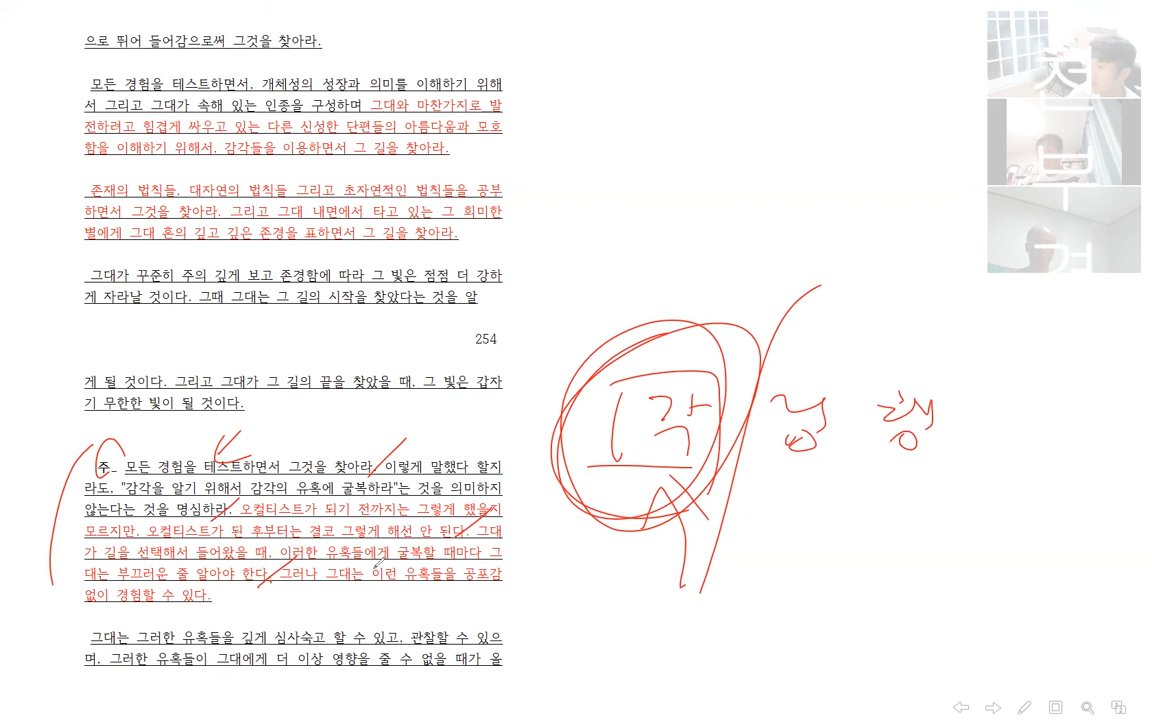 으로 뛰어 들어감으로써 그것을 찾아라.
모든 경험을 테스트하면서, 개체성의 성장과 의미를 이해하기 위해
서 그리고 그대가 속해 있는 인종을 구성하며 그대와 마찬가지로 발
전하려고 힘겹게 싸우고 있는 다른 신성한 단편들의 아름다움과 모호
함을 이해하기 위해서, 감각들을 이용하면서 그 길을 찾아라.
존재의 법칙들, 대자연의 법칙들 그리고 초자연적인 법칙들을 공부
하면서 그것을 찾아라. 그리고 그대 내면에서 타고 있는 그 희미한
별에게 그대 혼의 깊고 깊은 존경을 표하면서 그 길을 찾아라.
그대가 꾸준히 주의 깊게 보고 존경함에 따라 그 빛은 점점 더 강하
게 자라날 것이다. 그때 그대는 그 길의 시작을 찾았다는 것을 알
254
게 될 것이다. 그리고 그대가 그 길의 끝을 찾았을 때, 그 빛은 갑자
기 무한한 빛이 될 것이다.
주_ 모든 경험을 테스트하면서 그것을 찾아라, 이렇게 말했다 할지
라도, "감각을 알기 위해서 감각의 유혹에 굴복하라"는 것을 의미하지
않는다는 것을 명심하라. 오컬티스트가 되기 전까지는 그렇게 했을지
모르지만, 오컬티스트가 된 후부터는 결코 그렇게 해선 안 된다. 그대
가 길을 선택해서 들어왔을 때, 이러한 유혹들에게 굴복할 때마다 그
대는 부끄러운 줄 알아야 한다. 그러나 그대는 이런 유혹들을 공포감
없이 경험할 수 있다.
그대는 그러한 유혹들을 깊게 심사숙고 할 수 있고, 관찰할 수 있으
며, 그러한 유혹들이 그대에게 더 이상 영향을 줄 수 없을 때가 올